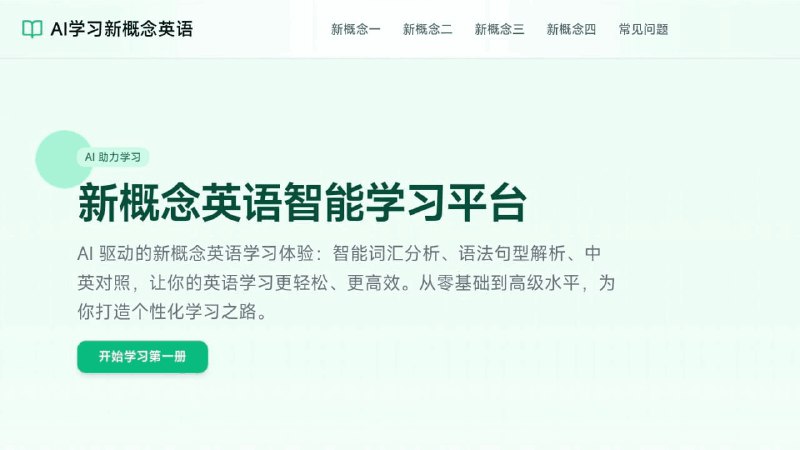 AI学习新概念英语
新概念一
新概念二
新概念三
新概念四
常见问题
AI 助力学习
新概念英语智能学习平台
AI 驱动的新概念英语学习体验：智能词汇分析、语法句型解析、中
英对照，让你的英语学习更轻松、更高效。从零基础到高级水平，为
你打造个性化学习之路。
开始学习第一册